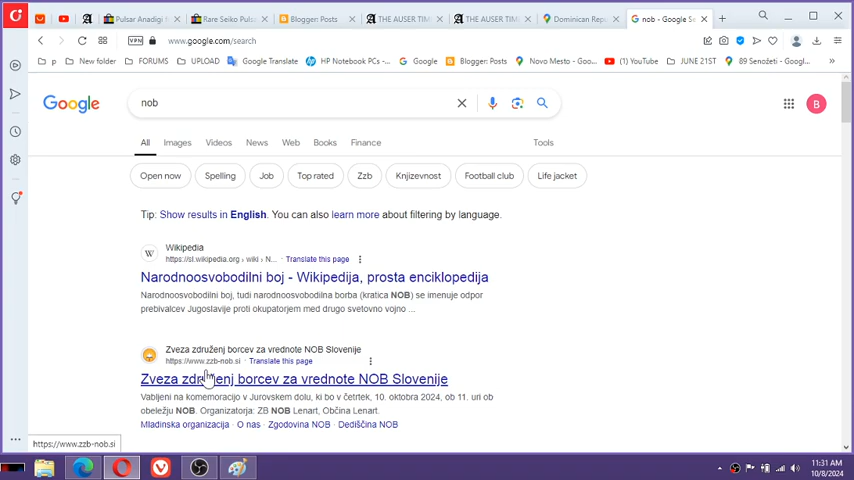 Pulsar Anadigi
Rare Seiko Pulsa
Blogger: Posts
THE AUSER TIM
THE AUSER TIM
Dominican Rep
nob - Google Se
VPN
www.google.com/search
p
New folder
FORUMS
UPLOAD
Google Translate
HP Notebook PC-...
Google
Blogger: Posts
Novo Mesto - Goog...
(1) YouTube
JUNE 21ST
89 Senožeti - Googl...
Google
nob
B
All
Images
Videos
News
Web
Books
Finance
Tools
Open now
Spelling
Job
Top rated
Zzb
Knjizevnost
Football club
Life jacket
Tip: Show results in English. You can also learn more about filtering by language.
W
Wikipedia
https://sl.wikipedia.org › wiki › N... · Translate this page
Narodnoosvobodilni boj - Wikipedija, prosta enciklopedija
Narodnoosvobodilni boj, tudi narodnoosvobodilna borba (kratica NOB) se imenuje odpor
prebivalcev Jugoslavije proti okupatorjem med drugo svetovno vojno ...
Zveza združenj borcev za vrednote NOB Slovenije
https://www.zzb-nob.si · Translate this page
Zveza združenj borcev za vrednote NOB Slovenije
Vabljeni na komemoracijo v Jurovskem dolu, ki bo v četrtek, 10. oktobra 2024, ob 11. uri ob
obeležju NOB. Organizatorja: ZB NOB Lenart, Občina Lenart.
Mladinska organizacija · O nas · Zgodovina NOB · Dediščina NOB
https://www.zzb-nob.si
11:31 AM
10/8/2024